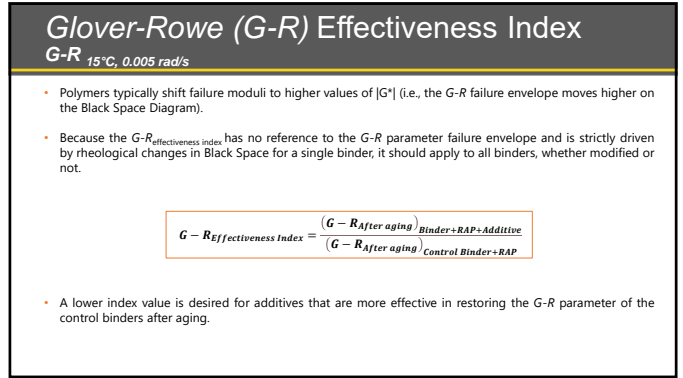 Glover-Rowe (G-R) Effectiveness Index
G-R 15°C, 0.005 rad/s
• Polymers typically shift failure moduli to higher values of |G*| (i.e., the G-R failure envelope moves higher on
the Black Space Diagram).
• Because the G-Reffectiveness index has no reference to the G-R parameter failure envelope and is strictly driven
by rheological changes in Black Space for a single binder, it should apply to all binders, whether modified or
not.
G − R Effectiveness Index = (G − R After aging) Binder+RAP+Additive / (G − R After aging) Control Binder+RAP
• A lower index value is desired for additives that are more effective in restoring the G-R parameter of the
control binders after aging.